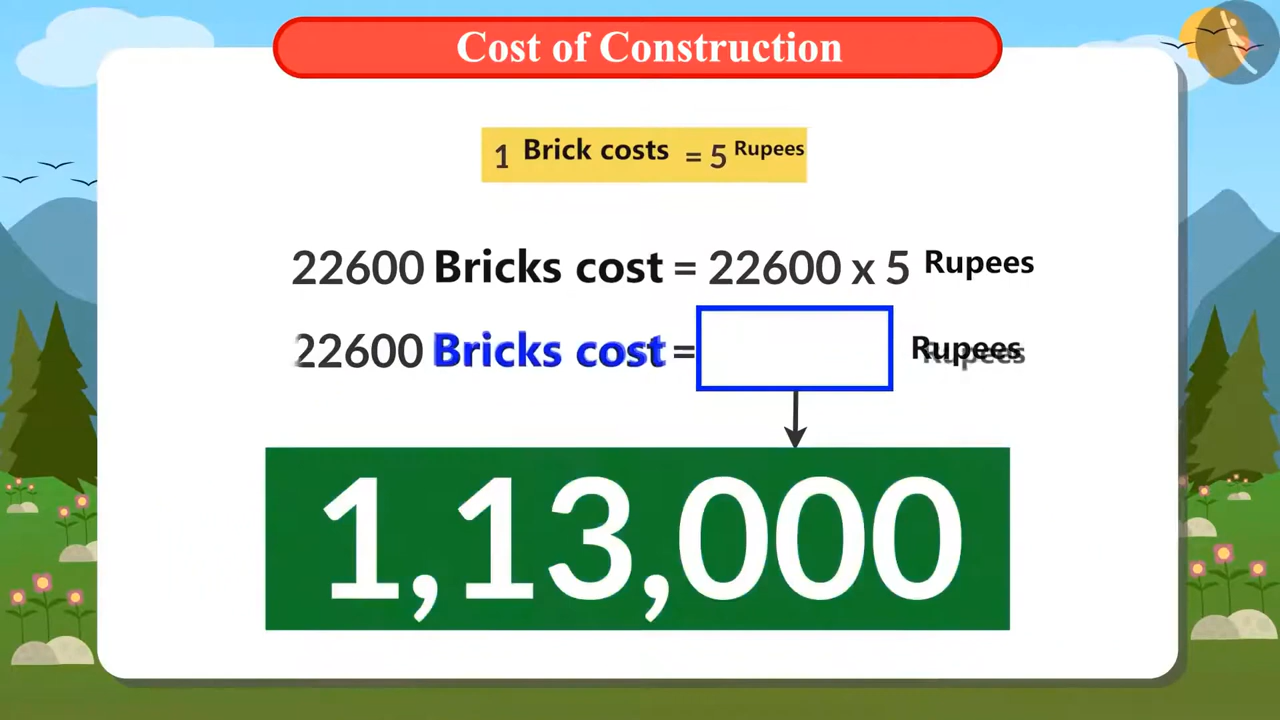 Cost of Construction
1 Brick costs = 5 Rupees
22600 Bricks cost = 22600 x 5 Rupees
22600 Bricks cost = Rupees
1,13,000